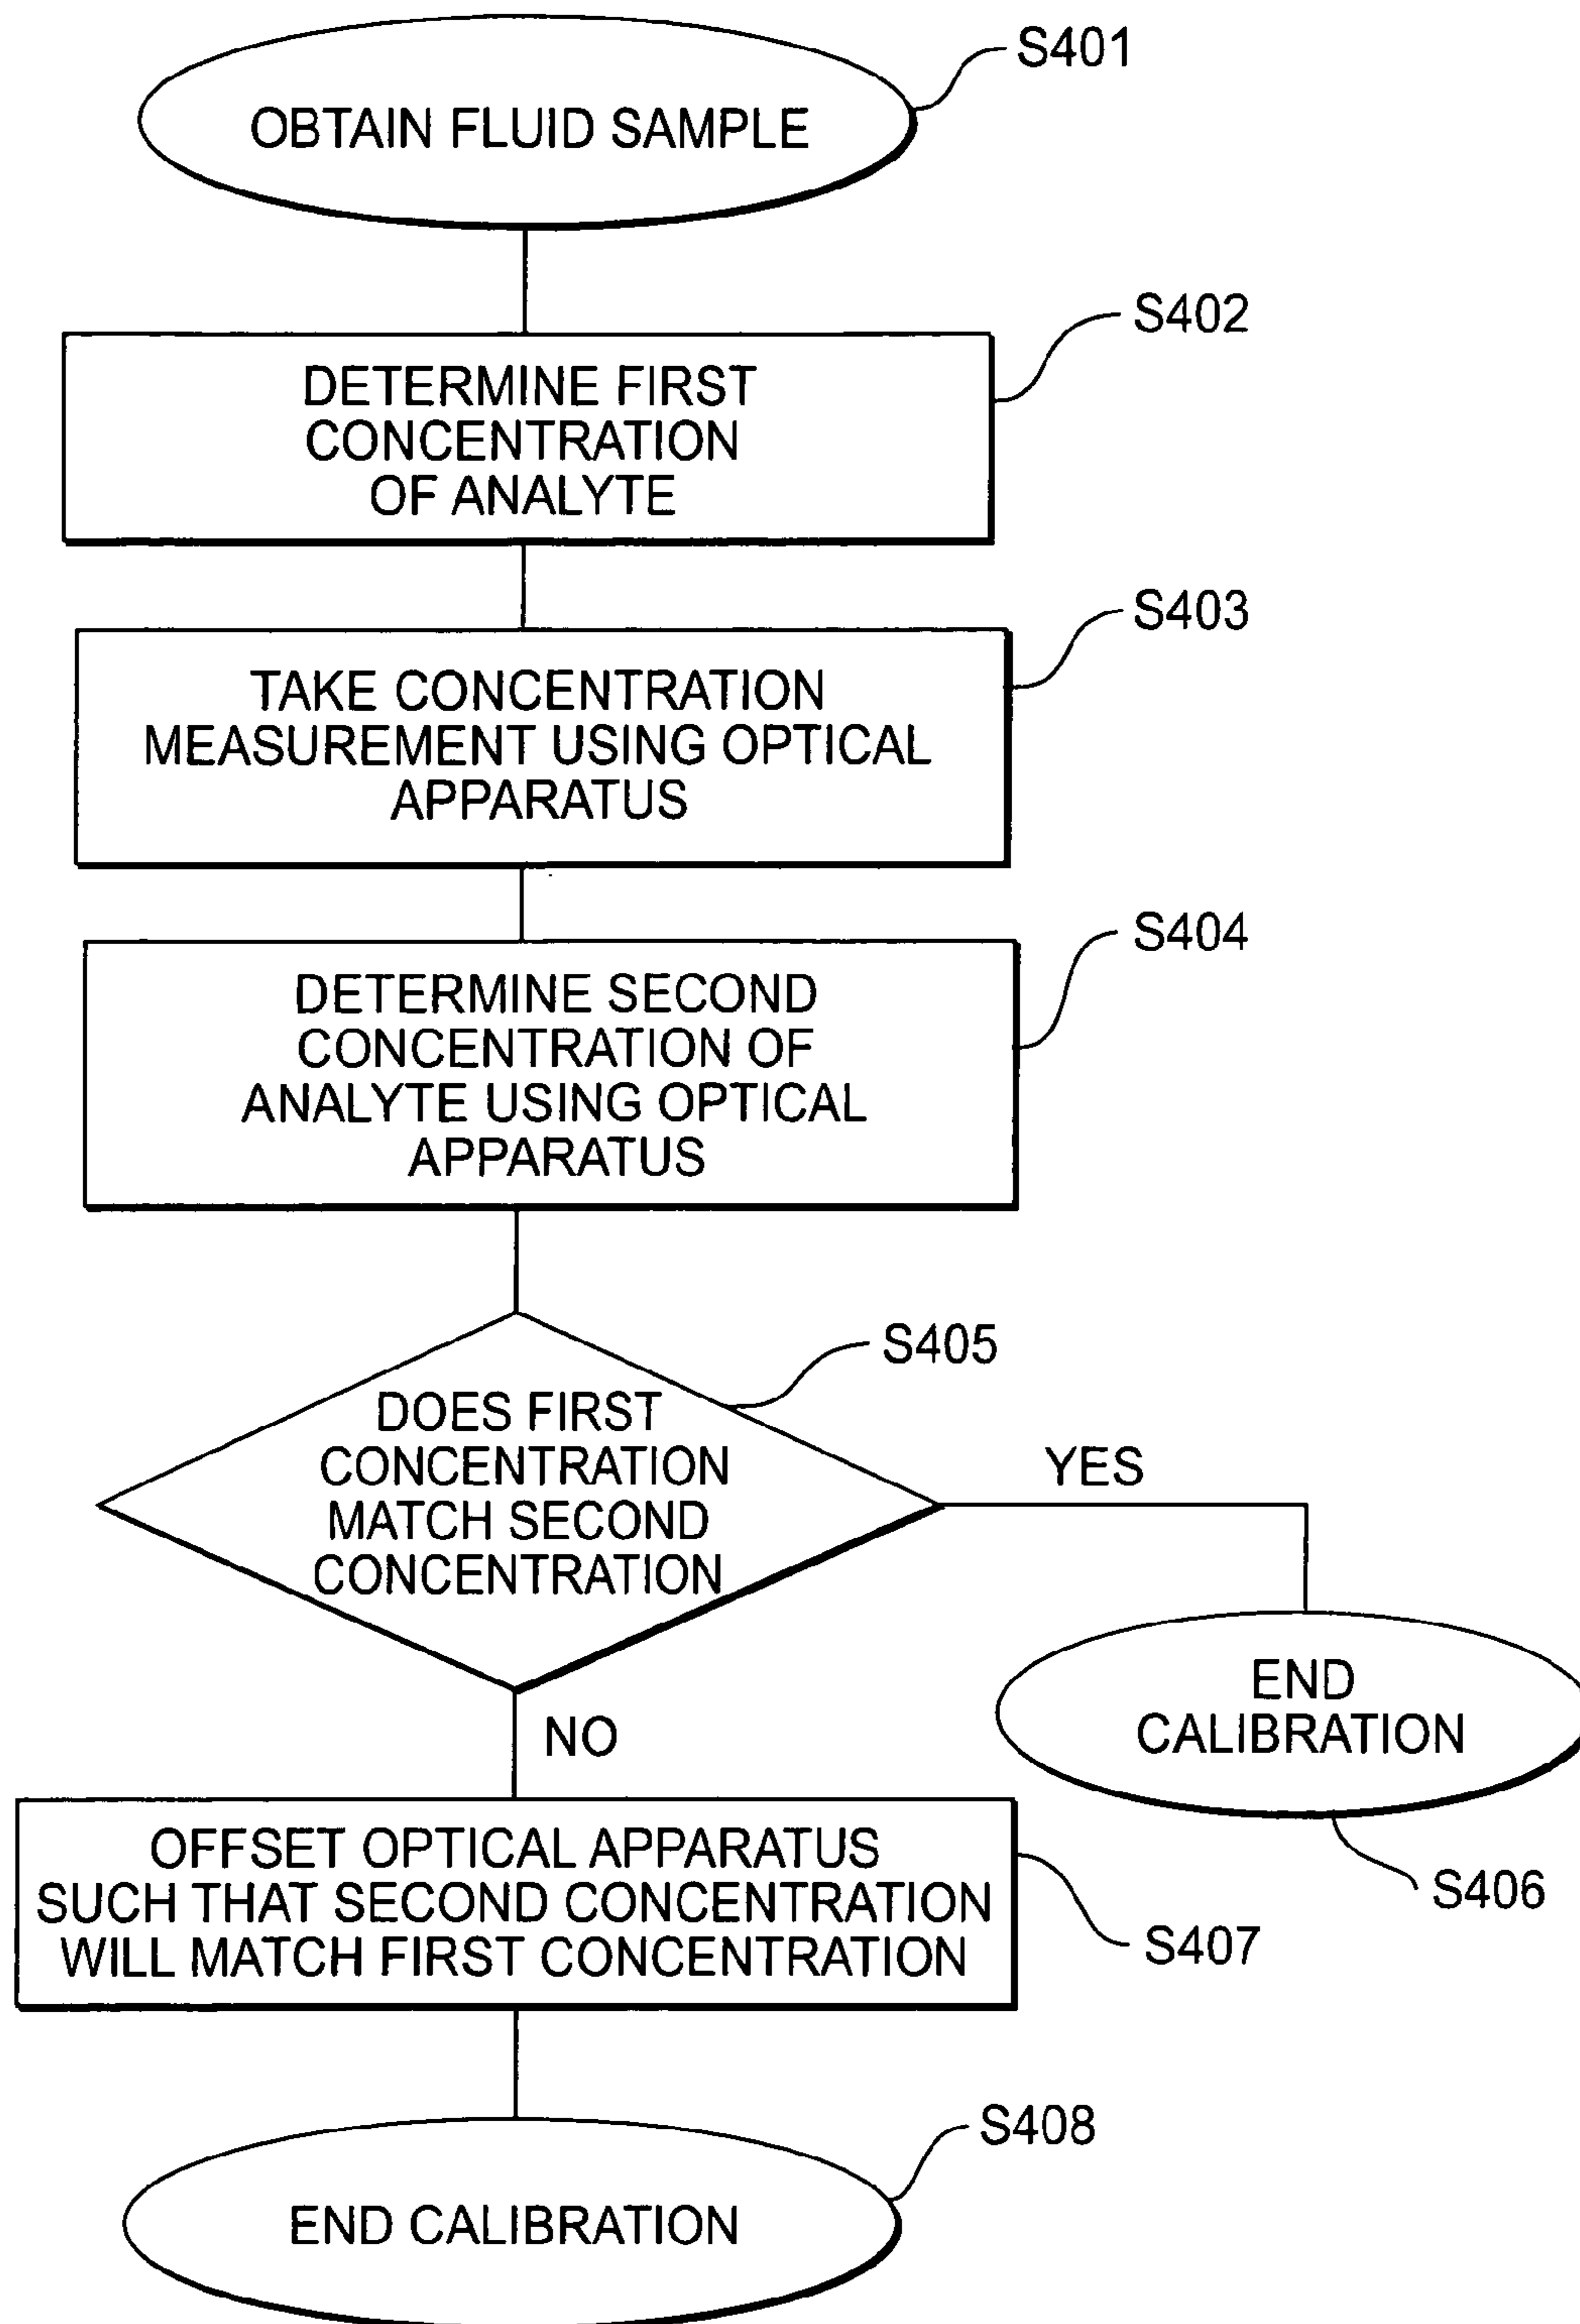 S401
OBTAIN FLUID SAMPLE
S402
DETERMINE FIRST
CONCENTRATION
OF ANALYTE
S403
TAKE CONCENTRATION
MEASUREMENT USING OPTICAL
APPARATUS
S404
DETERMINE SECOND
CONCENTRATION OF
ANALYTE USING OPTICAL
APPARATUS
S405
DOES FIRST
CONCENTRATION
MATCH SECOND
CONCENTRATION
YES
END
CALIBRATION
S406
NO
OFFSET OPTICAL APPARATUS
SUCH THAT SECOND CONCENTRATION
WILL MATCH FIRST CONCENTRATION
S407
S408
END CALIBRATION